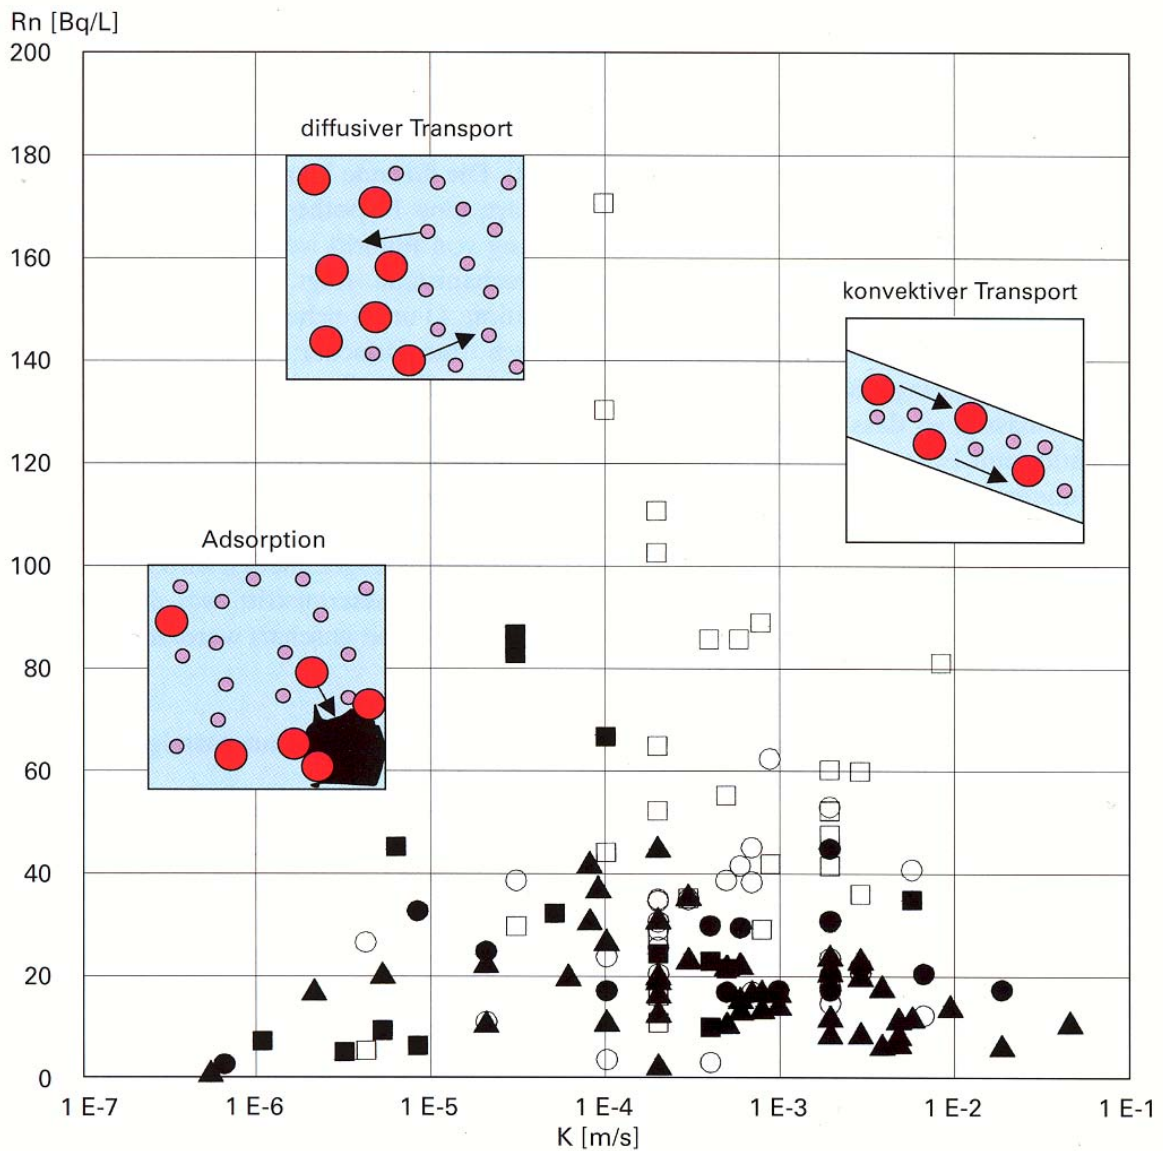 Rn [Bq/L]
200
180
160
140
120
100
80
60
40
20
0
diffusiver Transport
konvektiver Transport
Adsorption
1 E-7 1 E-6 1 E-5 1 E-4 1 E-3 1 E-2 1 E-1
K [m/s]